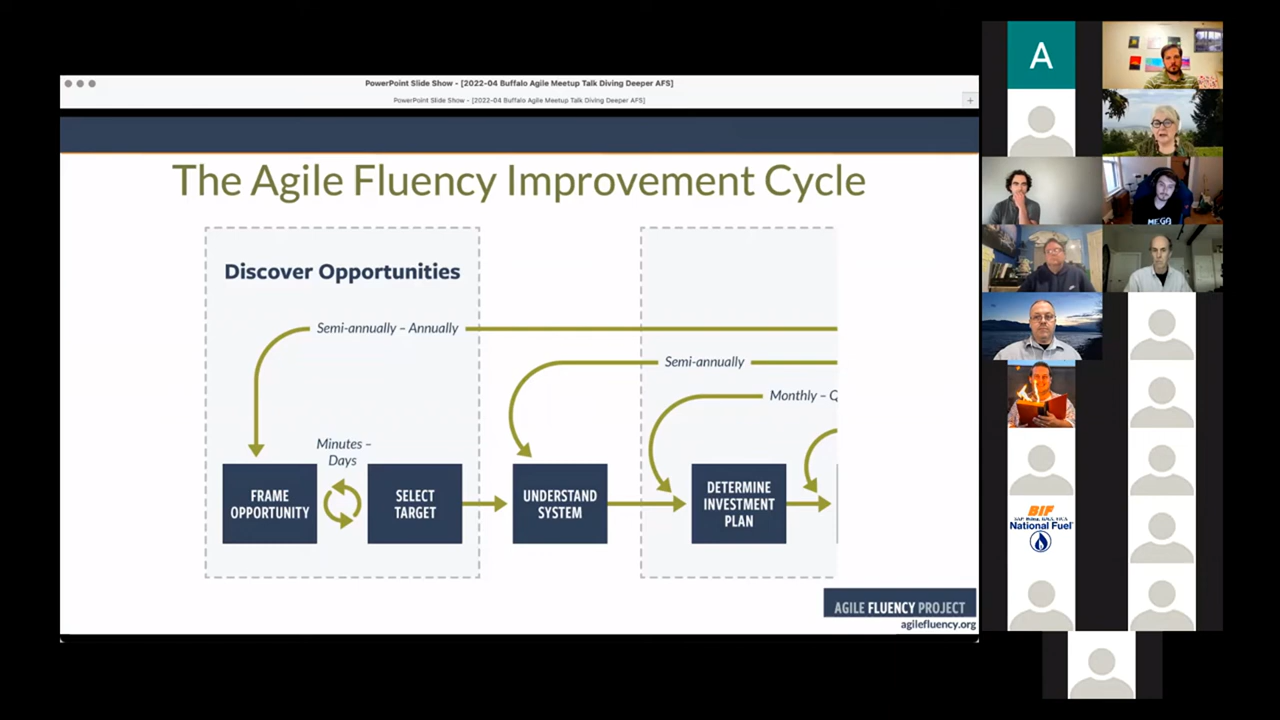 PowerPoint Slide Show - [2022-04 Buffalo Agile Meetup Talk Diving Deeper AFS]
PowerPoint Slide Show - [2022-04 Buffalo Agile Meetup Talk Diving Deeper AFS]
The Agile Fluency Improvement Cycle
Discover Opportunities
Semi-annually – Annually
Semi-annually
Monthly – Q
Minutes –
Days
FRAME
OPPORTUNITY
SELECT
TARGET
UNDERSTAND
SYSTEM
DETERMINE
INVESTMENT
PLAN
AGILE FLUENCY PROJECT
agilefluency.org
A
MEGA
BIF
National Fuel